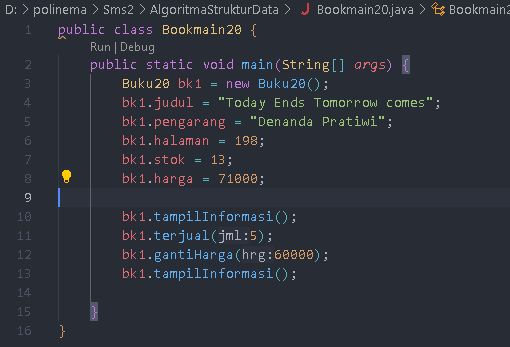 D: > polinema > Sms2 > AlgoritmaStrukturData > Bookmain20.java > Bookmain2
1 public class Bookmain20 {
Run | Debug
2 public static void main(String[] args) {
3 Buku20 bk1 = new Buku20();
4 bk1.judul = "Today Ends Tomorrow comes";
5 bk1.pengarang = "Denanda Pratiwi";
6 bk1.halaman = 198;
7 bk1.stok = 13;
8 bk1.harga = 71000;
9
10 bk1.tampilInformasi();
11 bk1.terjual(jml:5);
12 bk1.gantiHarga(hrg:60000);
13 bk1.tampilInformasi();
14
15 }
16 }